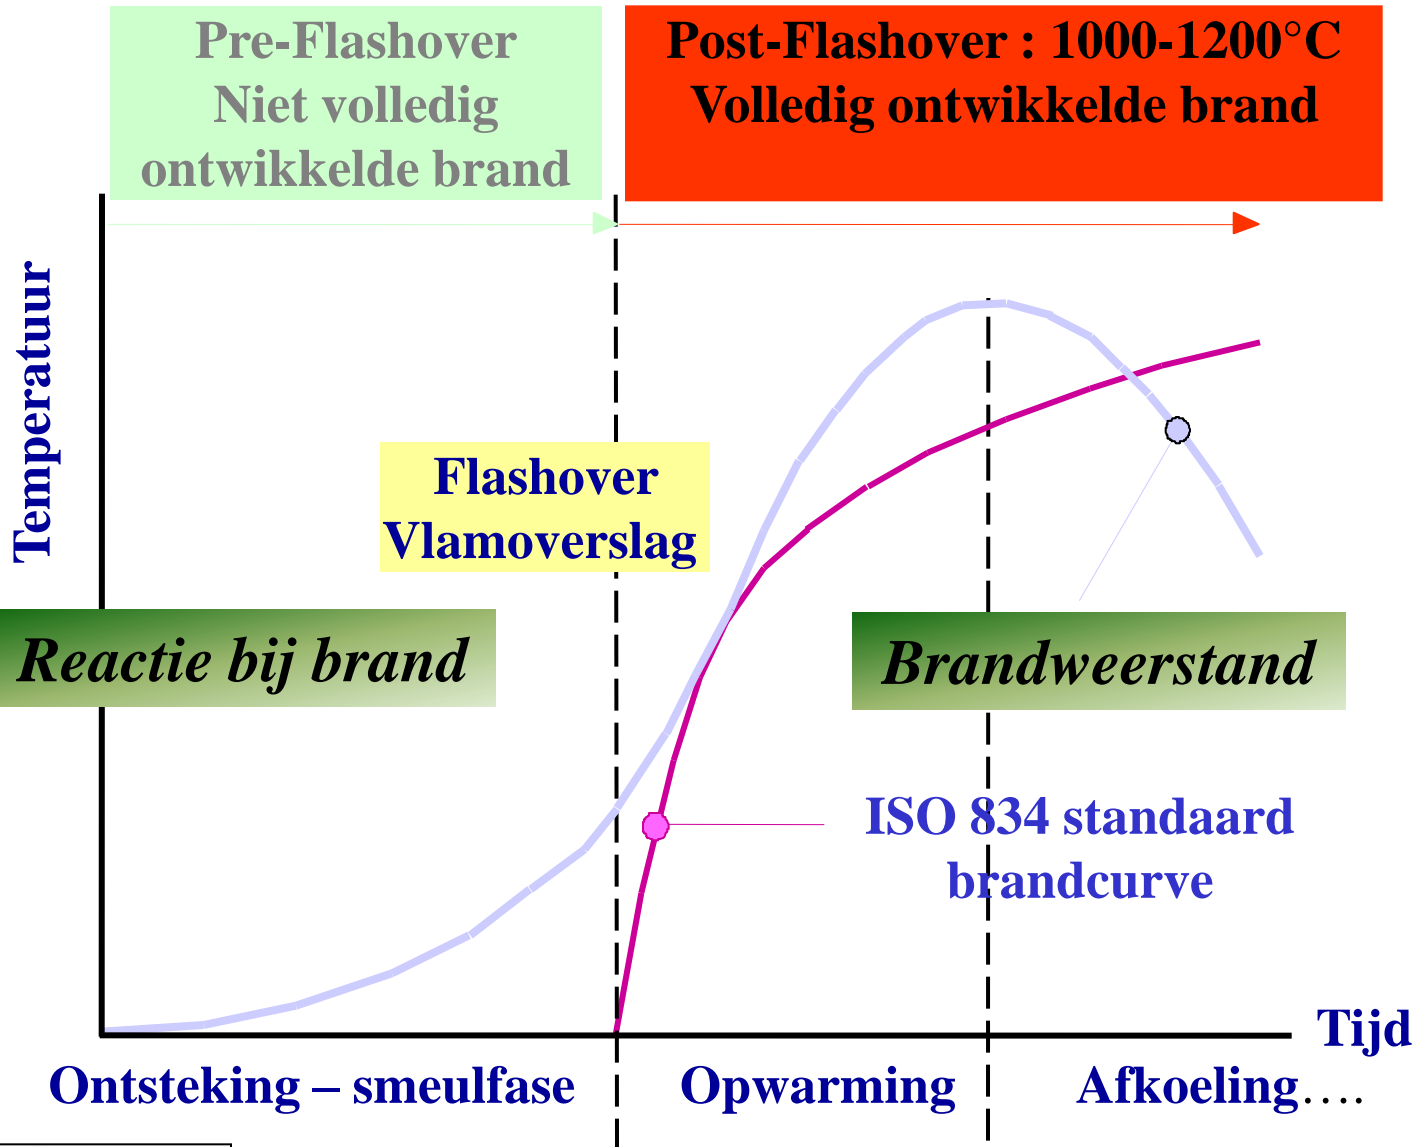 Pre-Flashover
Niet volledig
ontwikkelde brand
Post-Flashover : 1000-1200°C
Volledig ontwikkelde brand
Temperatuur
Flashover
Vlamoverslag
Reactie bij brand
Brandweerstand
ISO 834 standaard
brandcurve
Tijd
Ontsteking – smeulfase
Opwarming
Afkoeling….